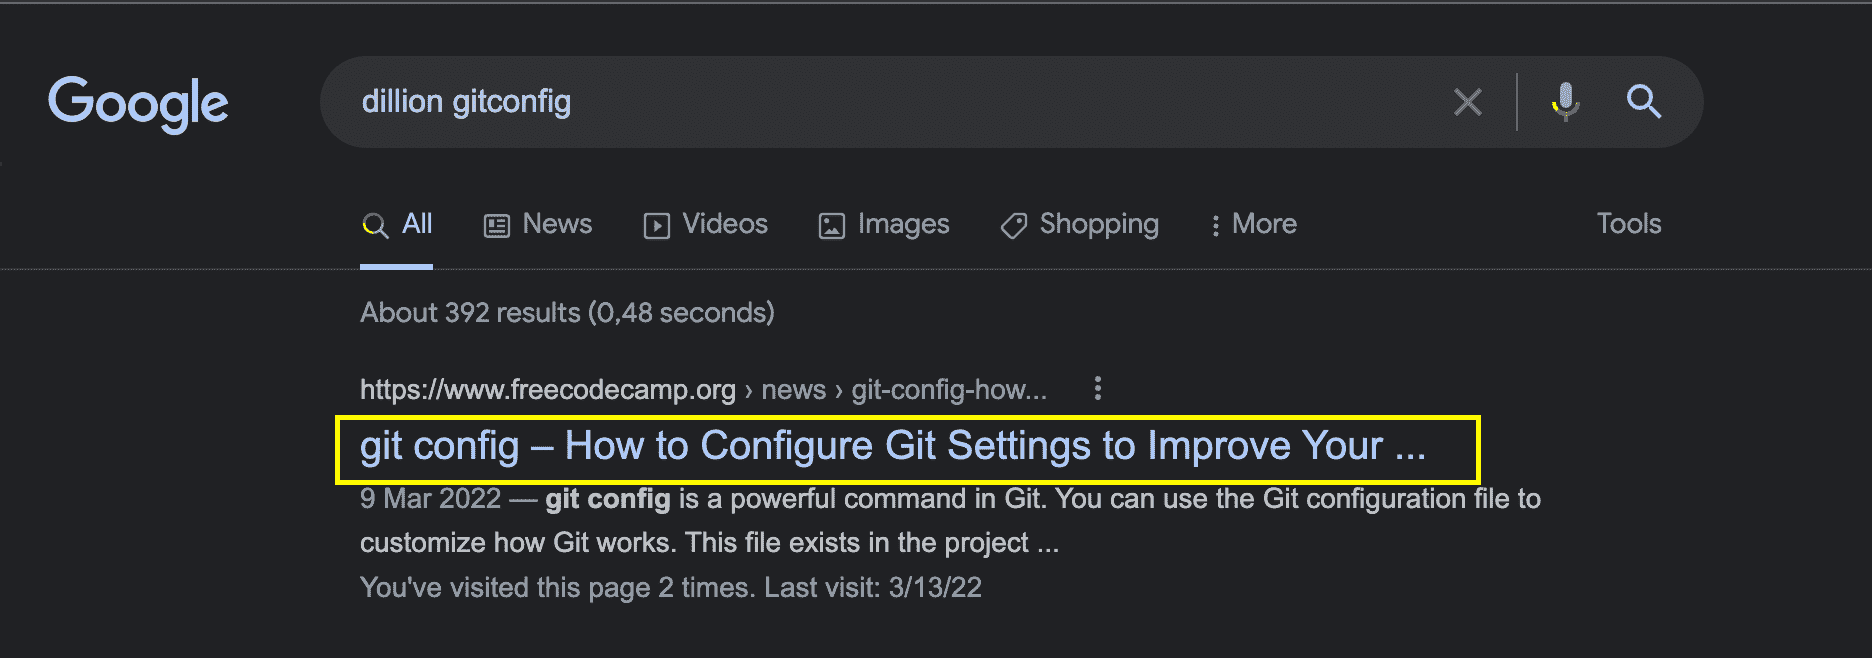 Google dillion gitconfig
All News Videos Images Shopping More Tools
About 392 results (0,48 seconds)
https://www.freecodecamp.org › news › git-config-how...
git config – How to Configure Git Settings to Improve Your ...
9 Mar 2022 — git config is a powerful command in Git. You can use the Git configuration file to
customize how Git works. This file exists in the project ...
You've visited this page 2 times. Last visit: 3/13/22